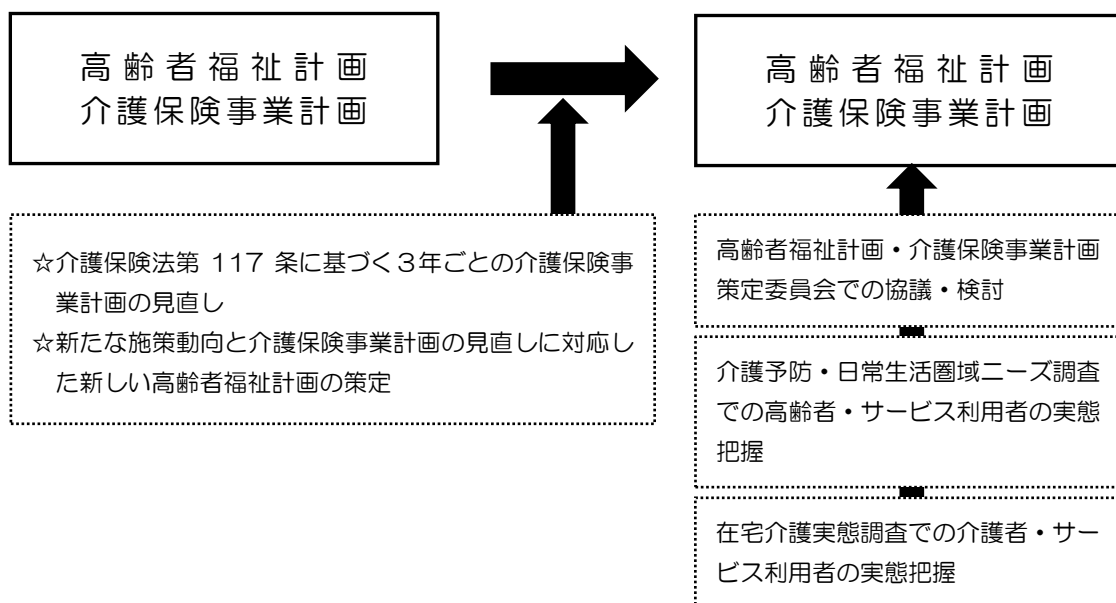 高齢者福祉計画
介護保険事業計画
高齢者福祉計画
介護保険事業計画
☆介護保険法第 117 条に基づく３年ごとの介護保険事
業計画の見直し
☆新たな施策動向と介護保険事業計画の見直しに対応し
た新しい高齢者福祉計画の策定
高齢者福祉計画・介護保険事業計画
策定委員会での協議・検討
介護予防・日常生活圏域ニーズ調査
での高齢者・サービス利用者の実態
把握
在宅介護実態調査での介護者・サー
ビス利用者の実態把握